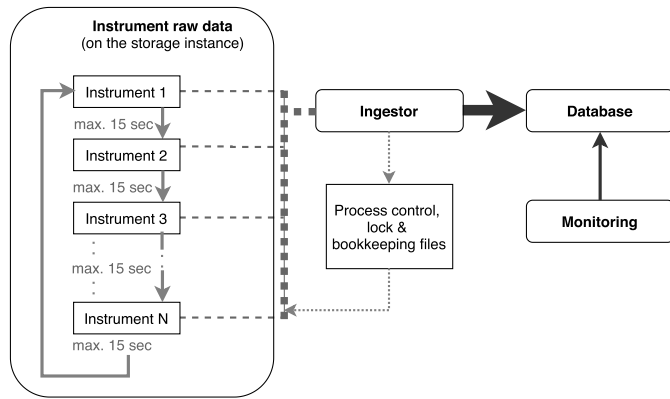 Instrument raw data
(on the storage instance)
Instrument 1
max. 15 sec
Instrument 2
max. 15 sec
Instrument 3
max. 15 sec
Instrument N
max. 15 sec
Ingestor
Process control,
lock &
bookkeeping files
Database
Monitoring